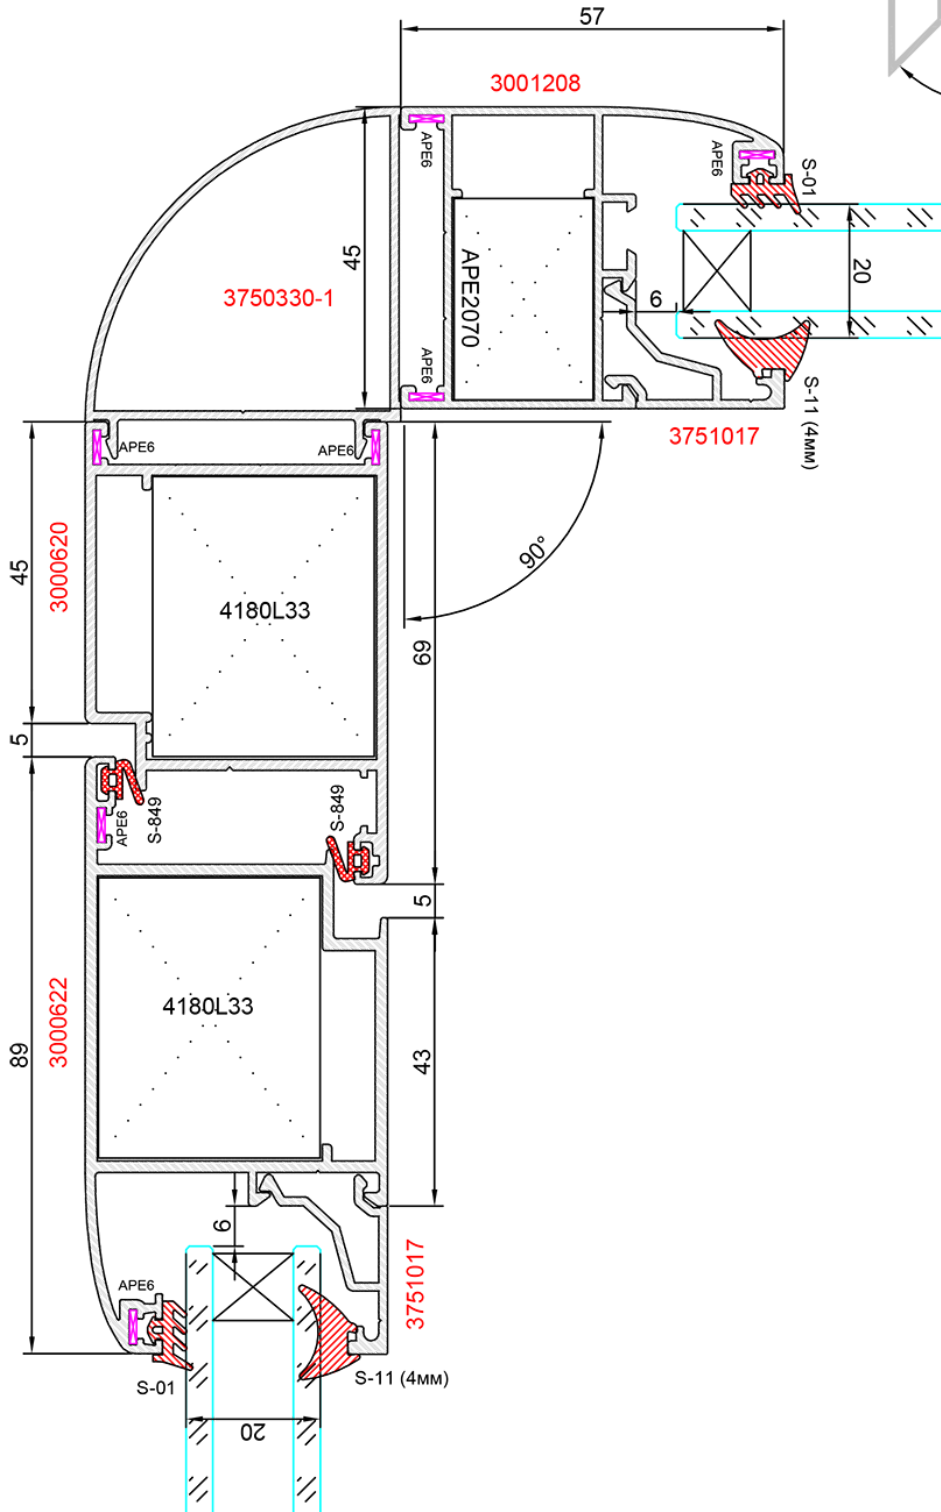 57
3001208
APE6
APE6
S-01
45
3750330-1
APE2070
20
6
APE6
S-11 (4мм)
3751017
APE6
APE6
45
3000620
4180L33
90°
69
5
S-849
APE6
S-849
5
4180L33
3000622
89
43
6
3751017
APE6
S-01
S-11 (4мм)
20